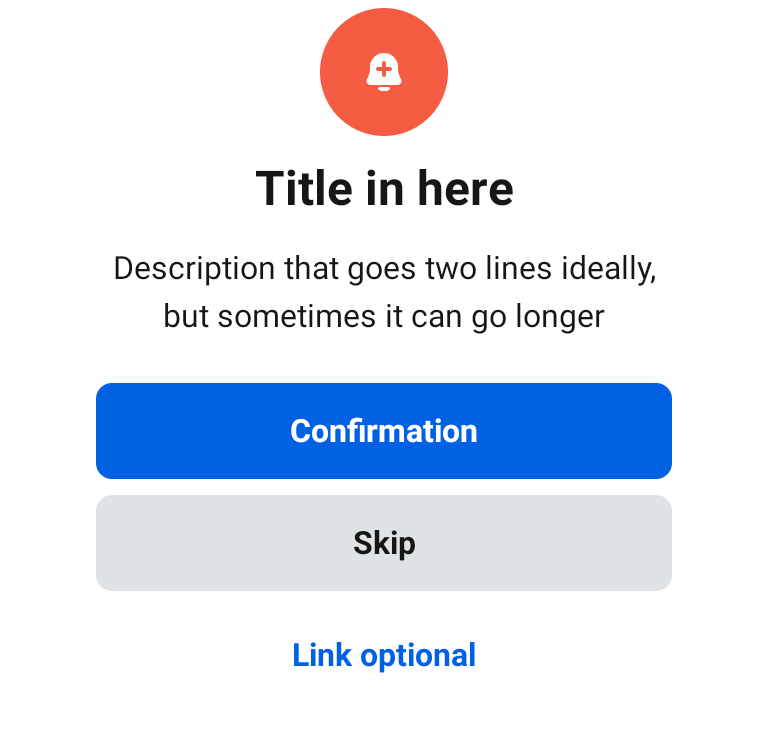 Title in here
Description that goes two lines ideally,
but sometimes it can go longer
Confirmation
Skip
Link optional